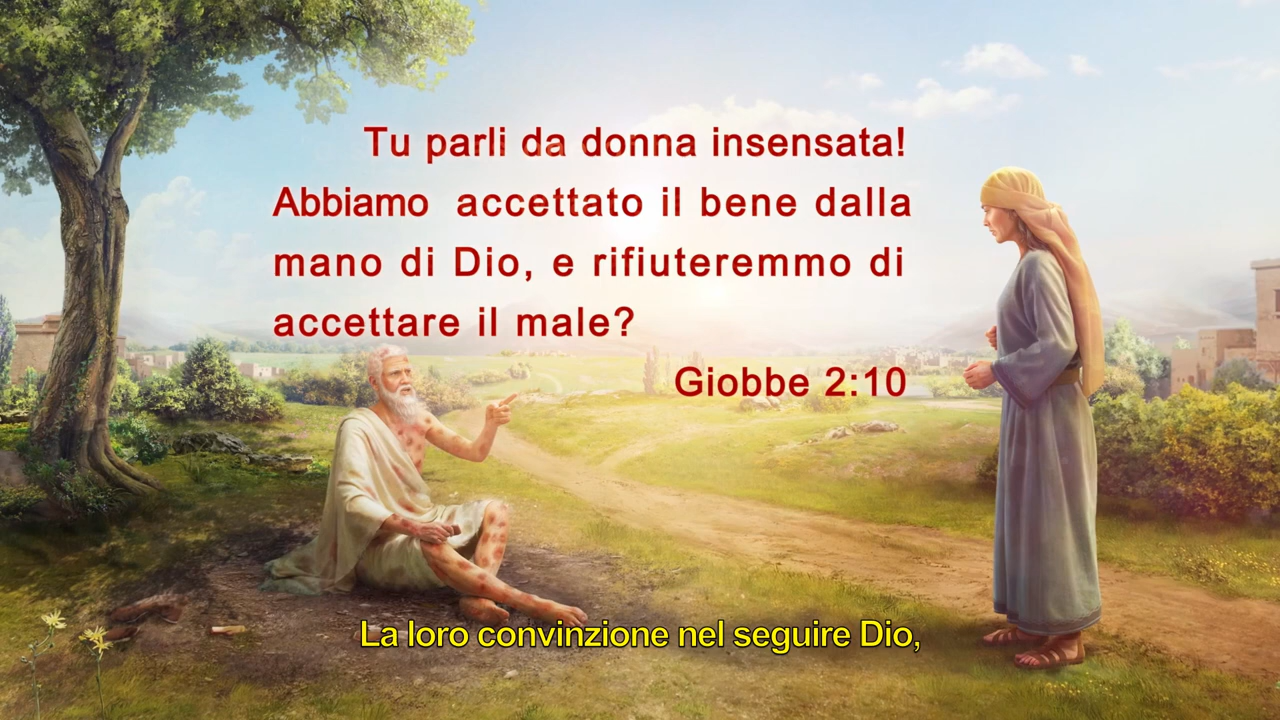 Tu parli da donna insensata!
Abbiamo accettato il bene dalla
mano di Dio, e rifiuteremmo di
accettare il male?
Giobbe 2:10
La loro convinzione nel seguire Dio,